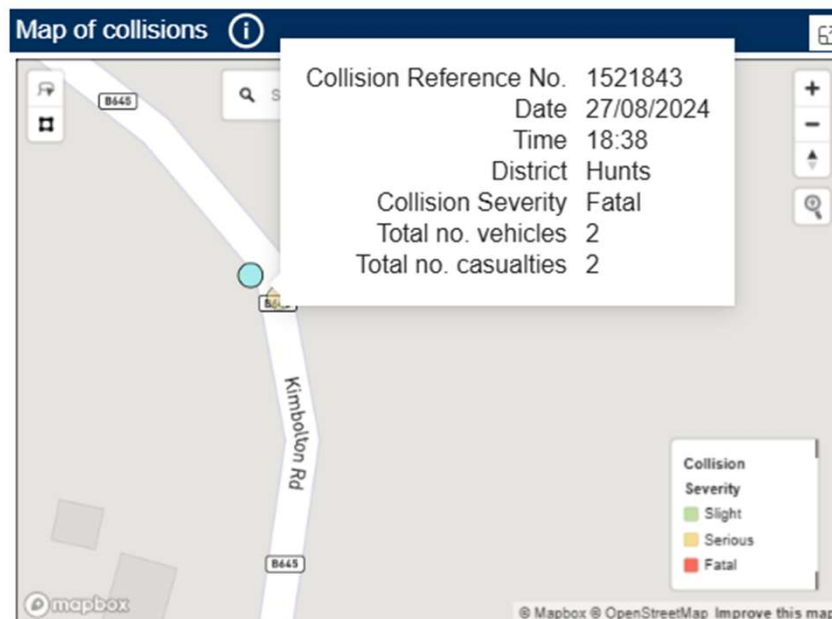 Map of collisions
Collision Reference No. 1521843
Date 27/08/2024
Time 18:38
District Hunts
Collision Severity Fatal
Total no. vehicles 2
Total no. casualties 2
B645
S
Kimbolton Rd
B645
Collision
Severity
Slight
Serious
Fatal
mapbox
© Mapbox © OpenStreetMap Improve this map